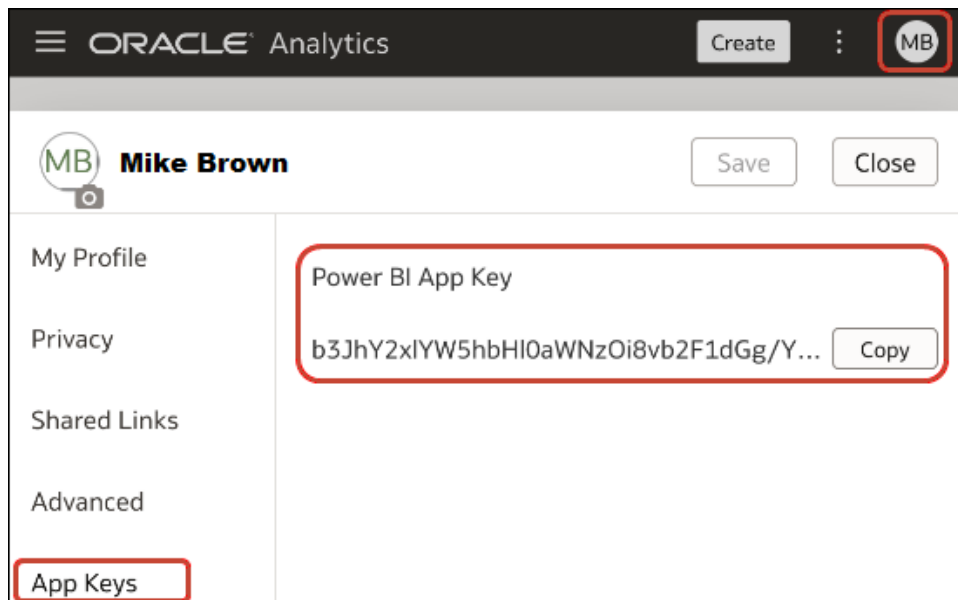 ORACLE Analytics
Create
MB
MB
Mike Brown
Save
Close
My Profile
Privacy
Shared Links
Advanced
App Keys
Power BI App Key
b3JhY2xlYW5hbHl0aWNzOi8vb2F1dGg/Y...
Copy